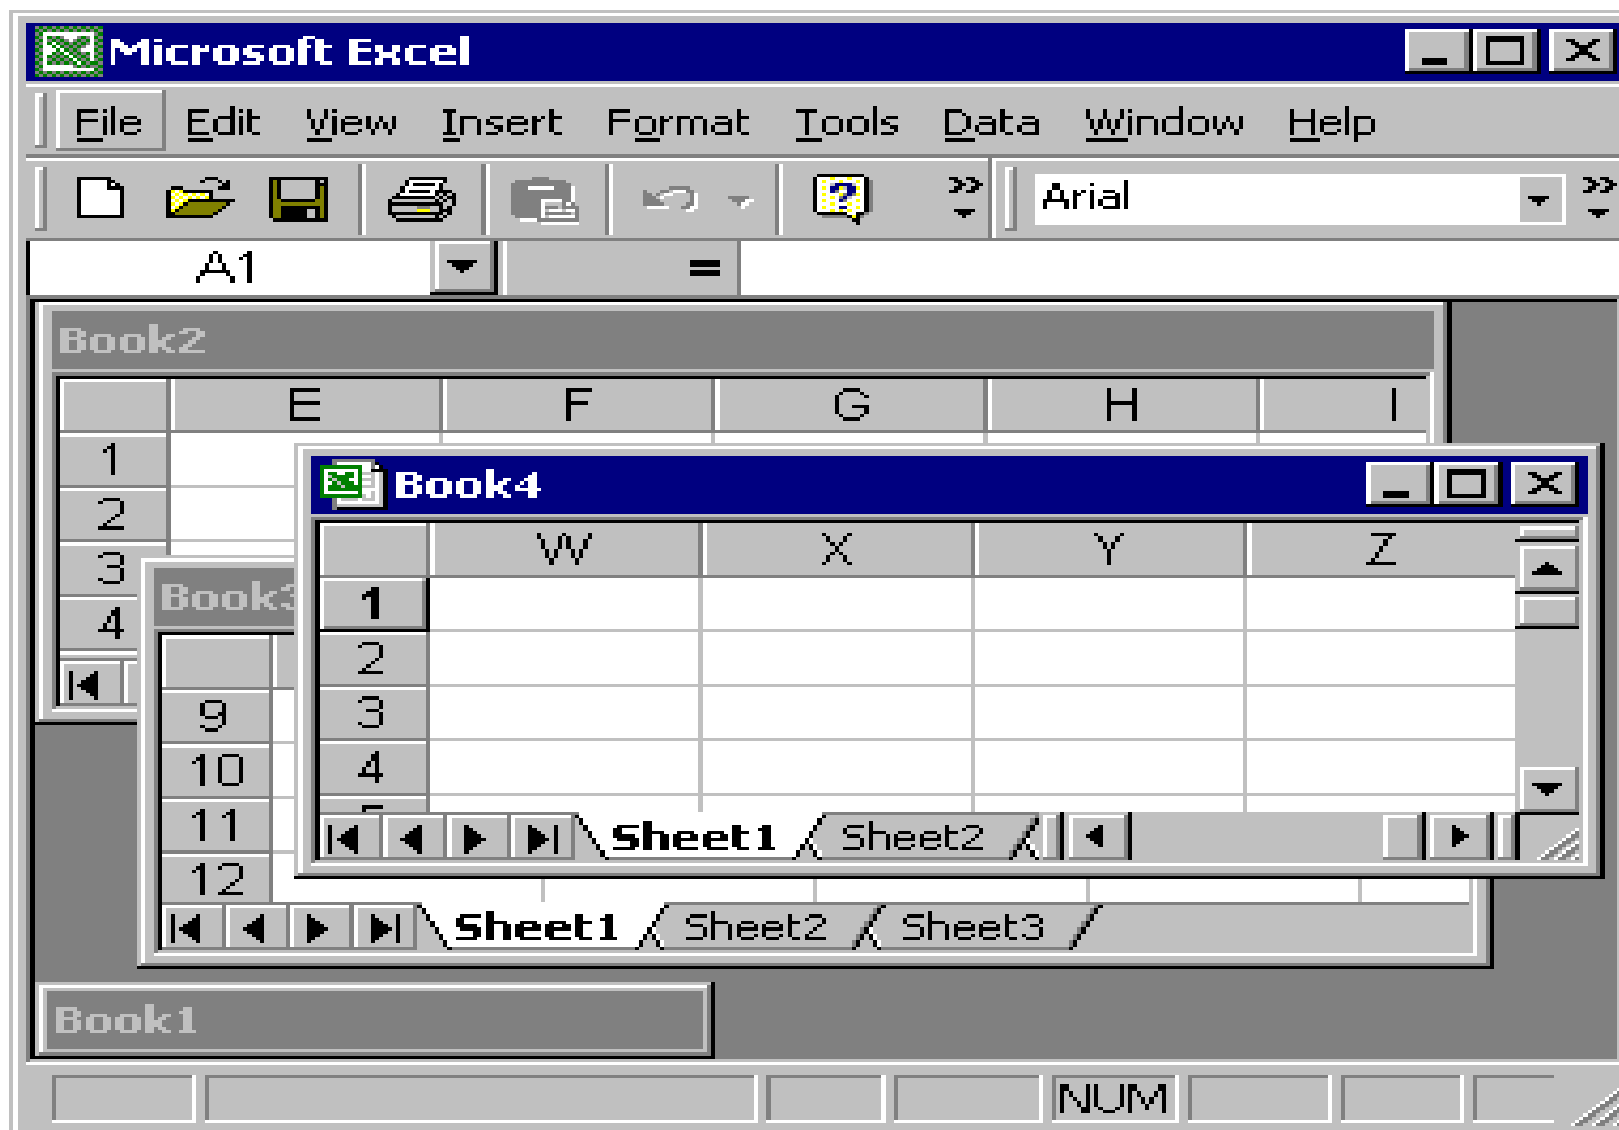 Microsoft Excel
File Edit View Insert Format Tools Data Window Help
Arial
A1 =
Book2
E F G H I
1
2
3
4
Book3
9
10
11
12
Sheet1 Sheet2 Sheet3
Book4
W X Y Z
1
2
3
4
Sheet1 Sheet2
Book1
NUM